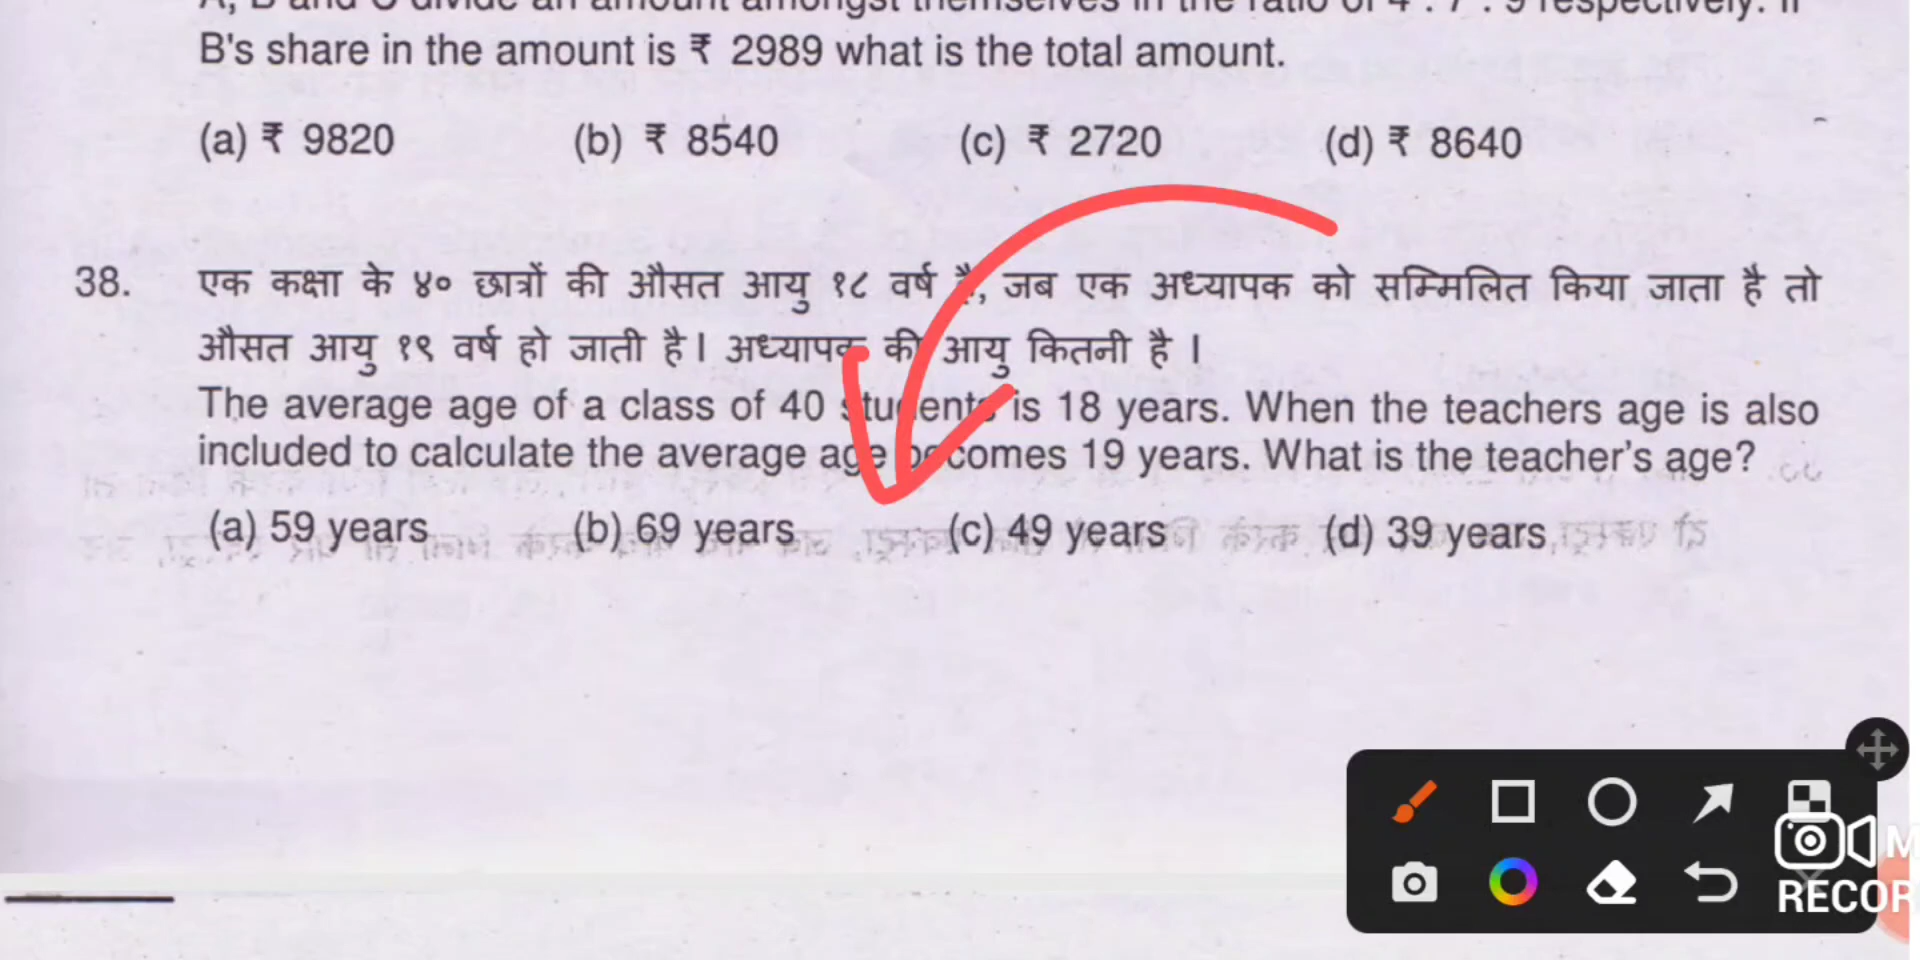 B's share in the amount is ₹ 2989 what is the total amount.
(a) ₹ 9820 (b) ₹ 8540 (c) ₹ 2720 (d) ₹ 8640
38. एक कक्षा के ४० छात्रों की औसत आयु १८ वर्ष है, जब एक अध्यापक को सम्मिलित किया जाता है तो
औसत आयु १९ वर्ष हो जाती है। अध्यापक की आयु कितनी है ।
The average age of a class of 40 students is 18 years. When the teachers age is also
included to calculate the average age becomes 19 years. What is the teacher's age?
(a) 59 years (b) 69 years (c) 49 years (d) 39 years
RECOR